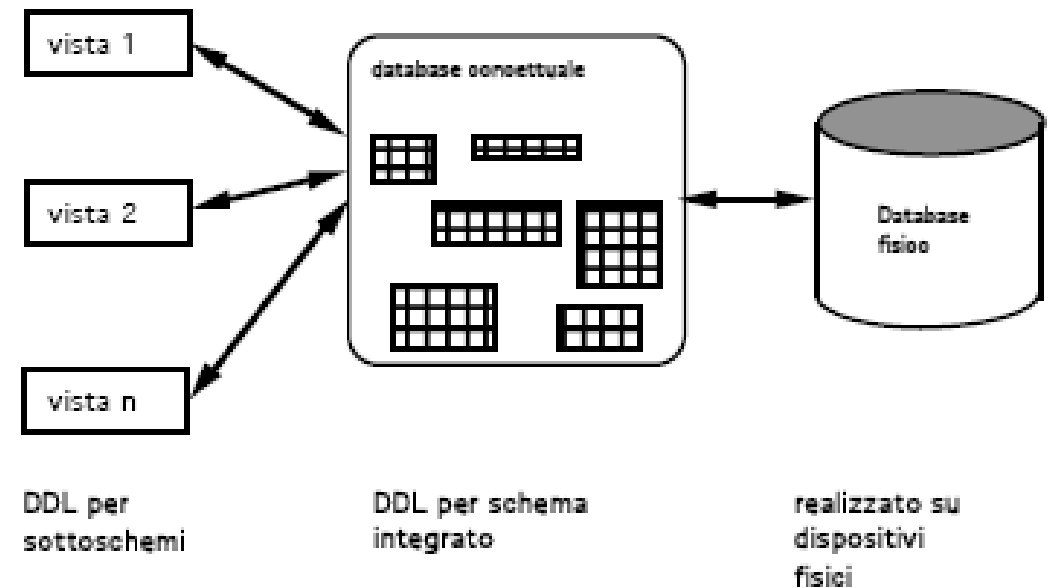 vista 1
database concettuale
vista 2
Database
fisico
vista n
DDL per
sottoschemi
DDL per schema
integrato
realizzato su
dispositivi
fisici